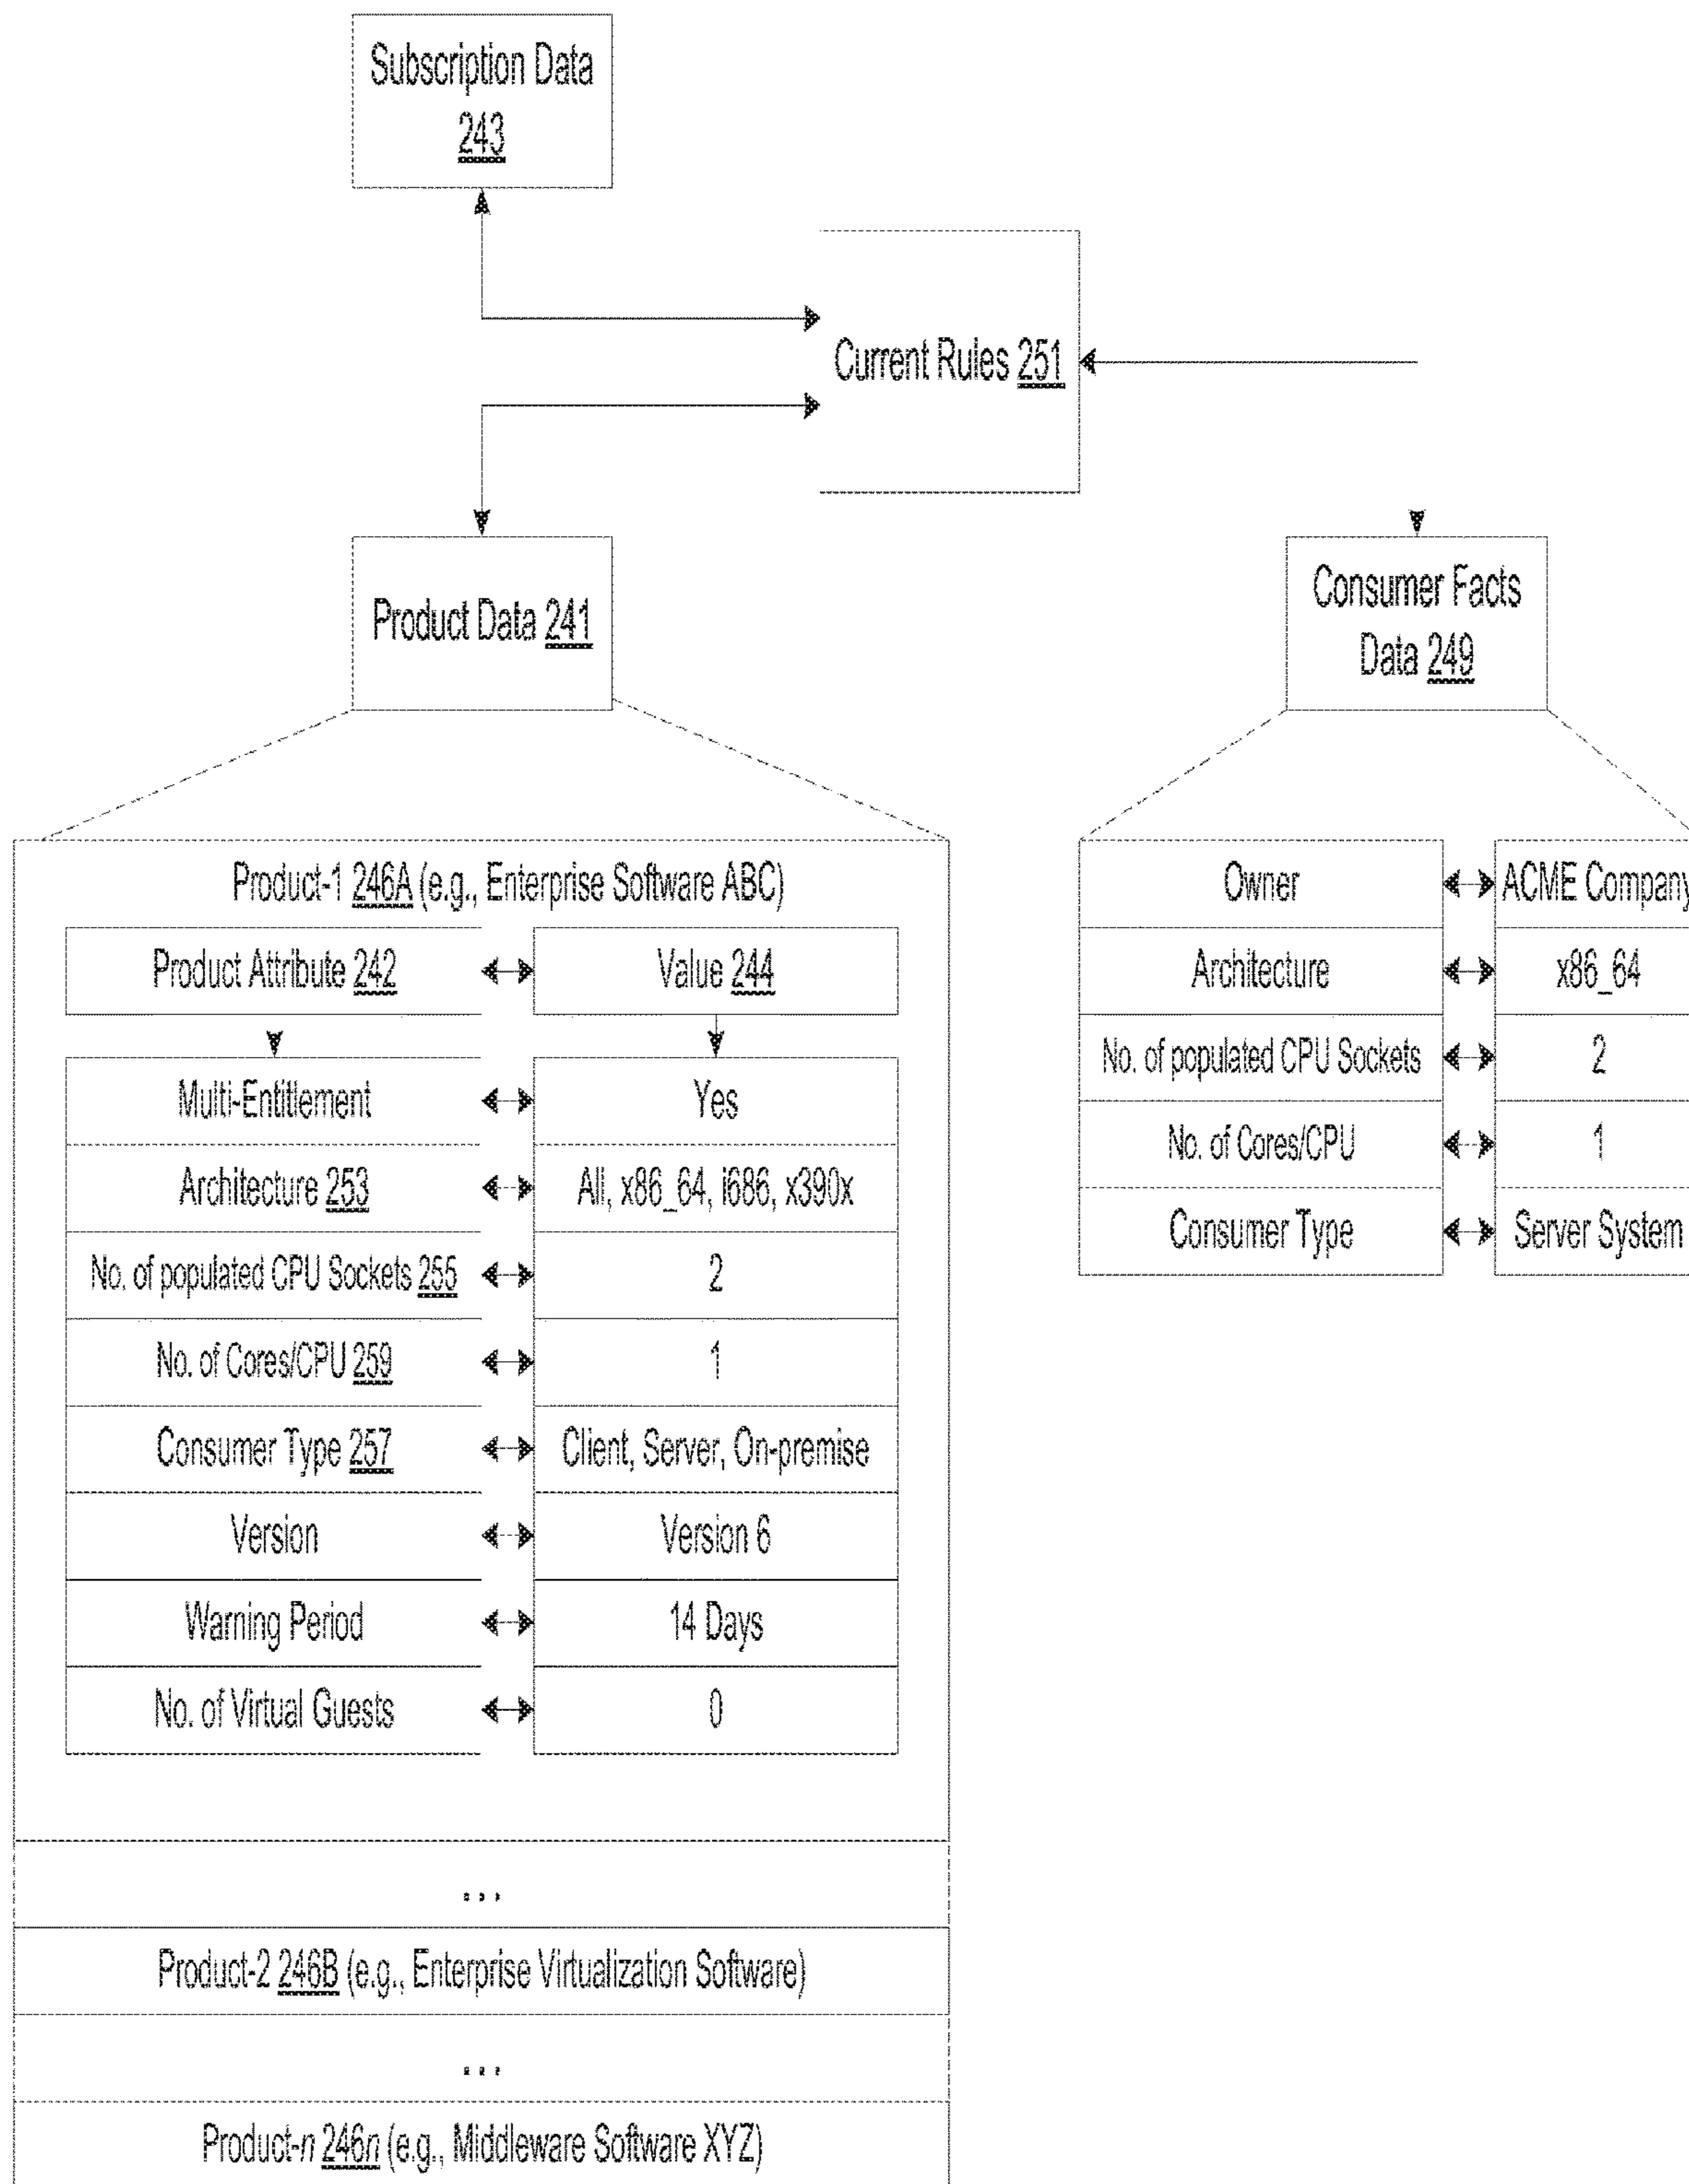 Subscription Data
243
Current Rules 251
Product Data 241
Consumer Facts
Data 249
Product-1 246A (e.g., Enterprise Software ABC)
Product Attribute 242
Value 244
Multi-Entitlement
Yes
Architecture 253
All, x86_64, i686, x390x
No. of populated CPU Sockets 255
2
No. of Cores/CPU 259
1
Consumer Type 257
Client, Server, On-premise
Version
Version 6
Warning Period
14 Days
No. of Virtual Guests
0
...
Product-2 246B (e.g., Enterprise Virtualization Software)
...
Product-n 246n (e.g., Middleware Software XYZ)
Owner
ACME Company
Architecture
x86_64
No. of populated CPU Sockets
2
No. of Cores/CPU
1
Consumer Type
Server System